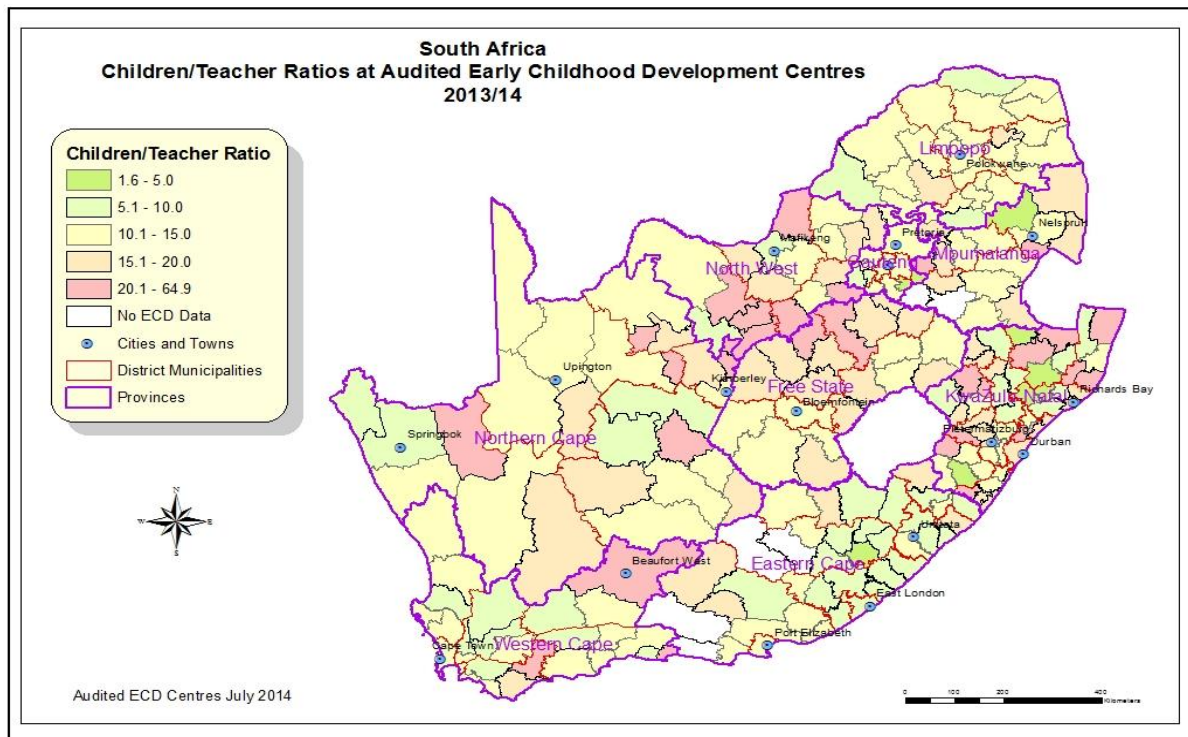 South Africa
Children/Teacher Ratios at Audited Early Childhood Development Centres
2013/14
Children/Teacher Ratio
1.6 - 5.0
5.1 - 10.0
10.1 - 15.0
15.1 - 20.0
20.1 - 64.9
No ECD Data
Cities and Towns
District Municipalities
Provinces
Limpopo
Polokwane
Nelspruit
Pretoria
Mafikeng
Mpumalanga
Gauteng
North West
Upington
Kimberley
Free State
Richards Bay
Kwazulu-Natal
Bloemfontein
Springbok
Northern Cape
Pietermaritzburg
Durban
Umtata
N
W
E
S
Beaufort West
Eastern Cape
East London
Port Elizabeth
Western Cape
Cape Town
Audited ECD Centres July 2014
0 100 200 400
Kilometers